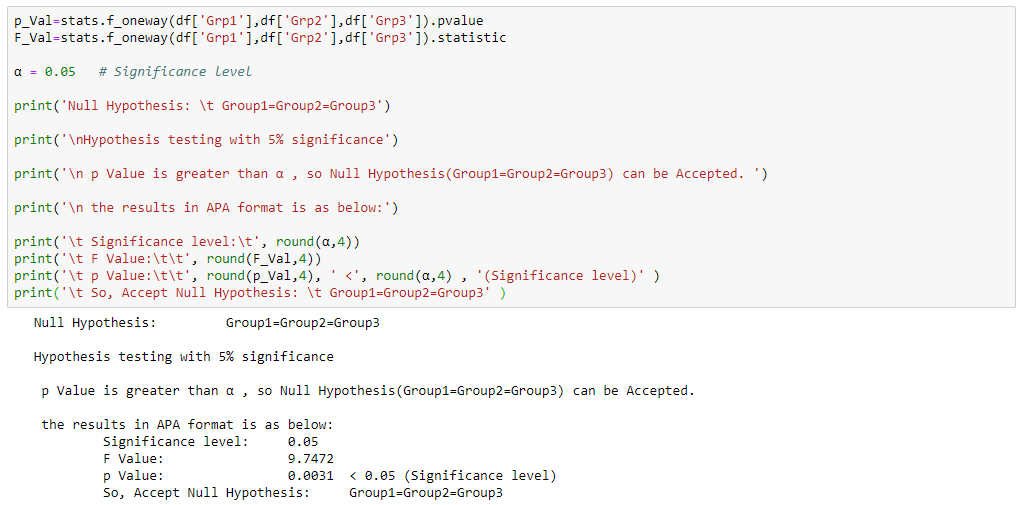 p_Val=stats.f_oneway(df['Grp1'],df['Grp2'],df['Grp3']).pvalue
F_Val=stats.f_oneway(df['Grp1'],df['Grp2'],df['Grp3']).statistic
α = 0.05   # Significance level
print('Null Hypothesis: \t Group1=Group2=Group3')
print('\nHypothesis testing with 5% significance')
print('\n p Value is greater than α , so Null Hypothesis(Group1=Group2=Group3) can be Accepted. ')
print('\n the results in APA format is as below:')
print('\t Significance level:\t', round(α,4))
print('\t F Value:\t\t', round(F_Val,4))
print('\t p Value:\t\t', round(p_Val,4), ' <', round(α,4) , '(Significance level)' )
print('\t So, Accept Null Hypothesis: \t Group1=Group2=Group3' )
Null Hypothesis:         Group1=Group2=Group3
Hypothesis testing with 5% significance
p Value is greater than α , so Null Hypothesis(Group1=Group2=Group3) can be Accepted.
the results in APA format is as below:
Significance level:     0.05
F Value:                9.7472
p Value:                0.0031  < 0.05 (Significance level)
So, Accept Null Hypothesis:     Group1=Group2=Group3